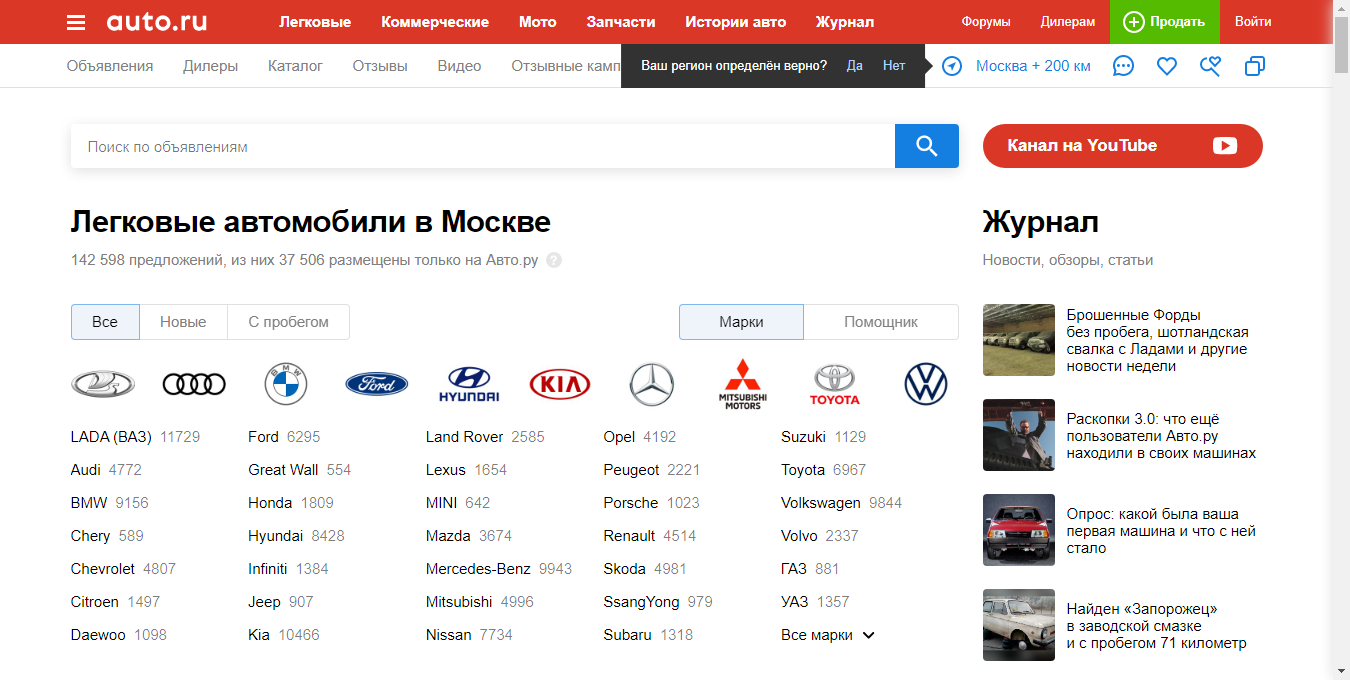 auto.ru Легковые Коммерческие Мото Запчасти Истории авто Журнал Форумы Дилерам Продать Войти
Объявления Дилеры Каталог Отзывы Видео Отзывные камп Ваш регион определён верно? Да Нет Москва + 200 км
Поиск по объявлениям
Канал на YouTube
Легковые автомобили в Москве
142 598 предложений, из них 37 506 размещены только на Авто.ру ?
Все Новые С пробегом Марки Помощник
BMW Ford HYUNDAI KIA MITSUBISHI MOTORS TOYOTA
LADA (ВАЗ) 11729 Ford 6295 Land Rover 2585 Opel 4192 Suzuki 1129
Audi 4772 Great Wall 554 Lexus 1654 Peugeot 2221 Toyota 6967
BMW 9156 Honda 1809 MINI 642 Porsche 1023 Volkswagen 9844
Chery 589 Hyundai 8428 Mazda 3674 Renault 4514 Volvo 2337
Chevrolet 4807 Infiniti 1384 Mercedes-Benz 9943 Skoda 4981 ГАЗ 881
Citroen 1497 Jeep 907 Mitsubishi 4996 SsangYong 979 УАЗ 1357
Daewoo 1098 Kia 10466 Nissan 7734 Subaru 1318 Все марки
Журнал
Новости, обзоры, статьи
Брошенные Форды
без пробега, шотландская
свалка с Ладами и другие
новости недели
Раскопки 3.0: что ещё
пользователи Авто.ру
находили в своих машинах
Опрос: какой была ваша
первая машина и что с ней
стало
Найден «Запорожец»
в заводской смазке
и с пробегом 71 километр